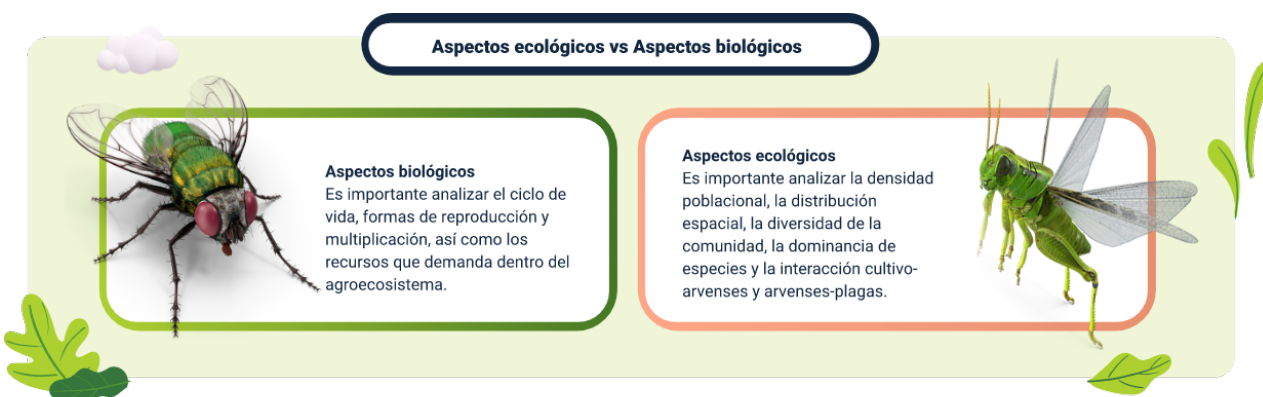 Aspectos ecológicos vs Aspectos biológicos
Aspectos biológicos
Es importante analizar el ciclo de
vida, formas de reproducción y
multiplicación, así como los
recursos que demanda dentro del
agroecosistema.
Aspectos ecológicos
Es importante analizar la densidad
poblacional, la distribución
espacial, la diversidad de la
comunidad, la dominancia de
especies y la interacción cultivo-
arvenses y arvenses-plagas.